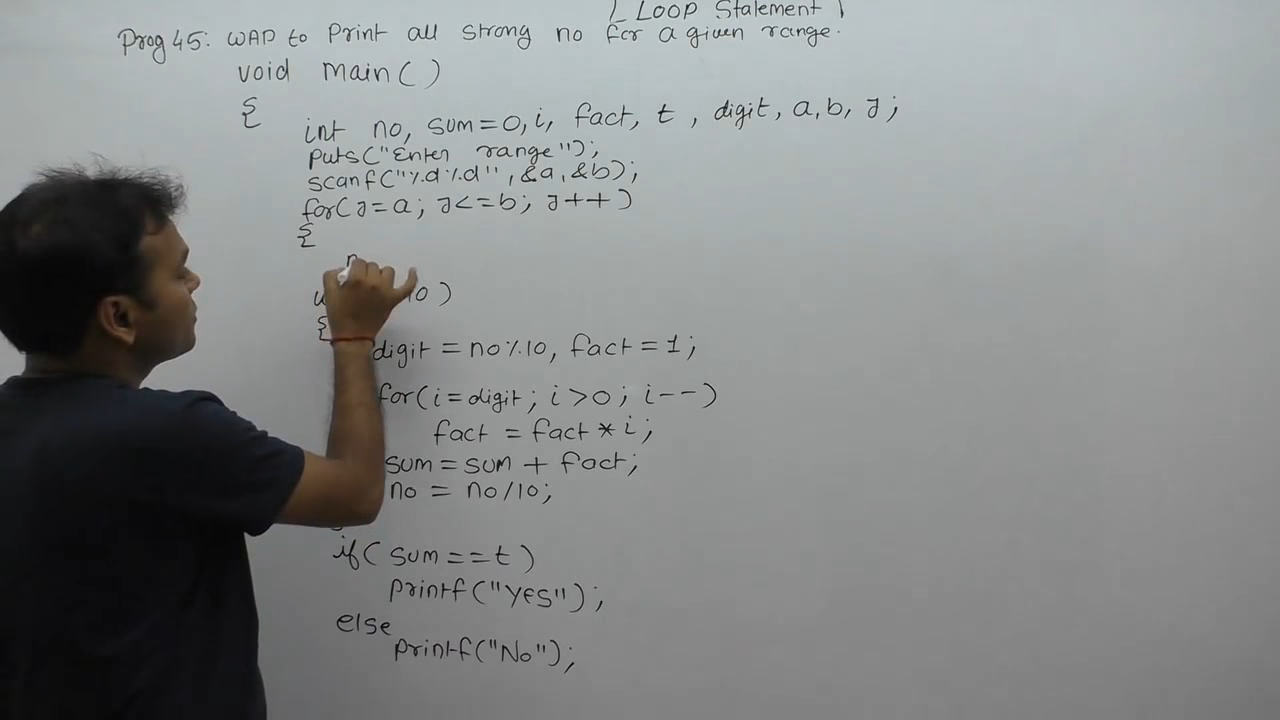 ( LOOP Statement )
Prog 45: WAP to Print all strong no for a given range.
void main( )
{
int no, sum=0, i, fact, t , digit, a, b, J;
puts("Enter range");
scanf("%d%d", &a, &b);
for(J=a; J<=b; J++)
{
n
)
{
digit = no%10, fact=1;
for(i=digit; i>0; i--)
fact = fact*i;
sum=sum + fact;
no = no/10;
if( sum==t )
printf("YES");
else
printf("No");